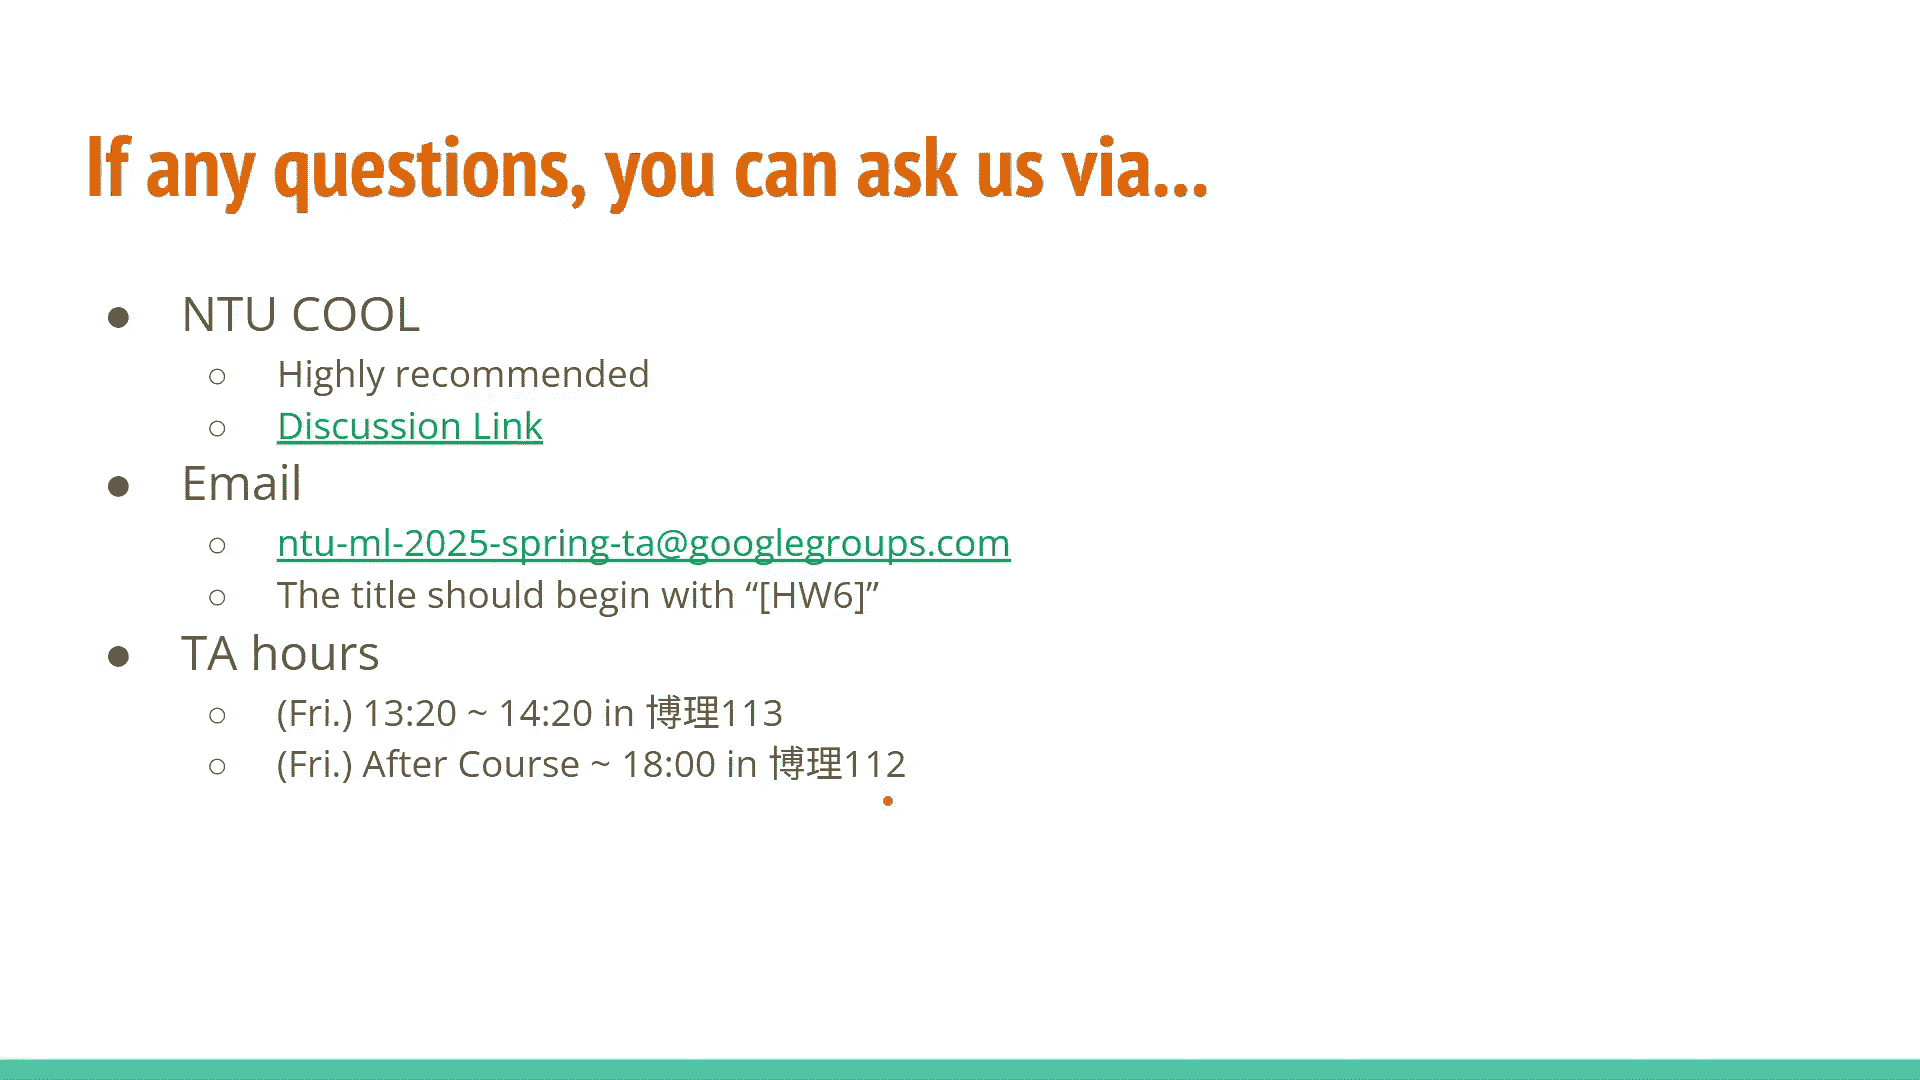 If any questions, you can ask us via...
● NTU COOL
○ Highly recommended
○ Discussion Link
● Email
○ ntu-ml-2025-spring-ta@googlegroups.com
○ The title should begin with “[HW6]”
● TA hours
○ (Fri.) 13:20 ~ 14:20 in 博理113
○ (Fri.) After Course ~ 18:00 in 博理112